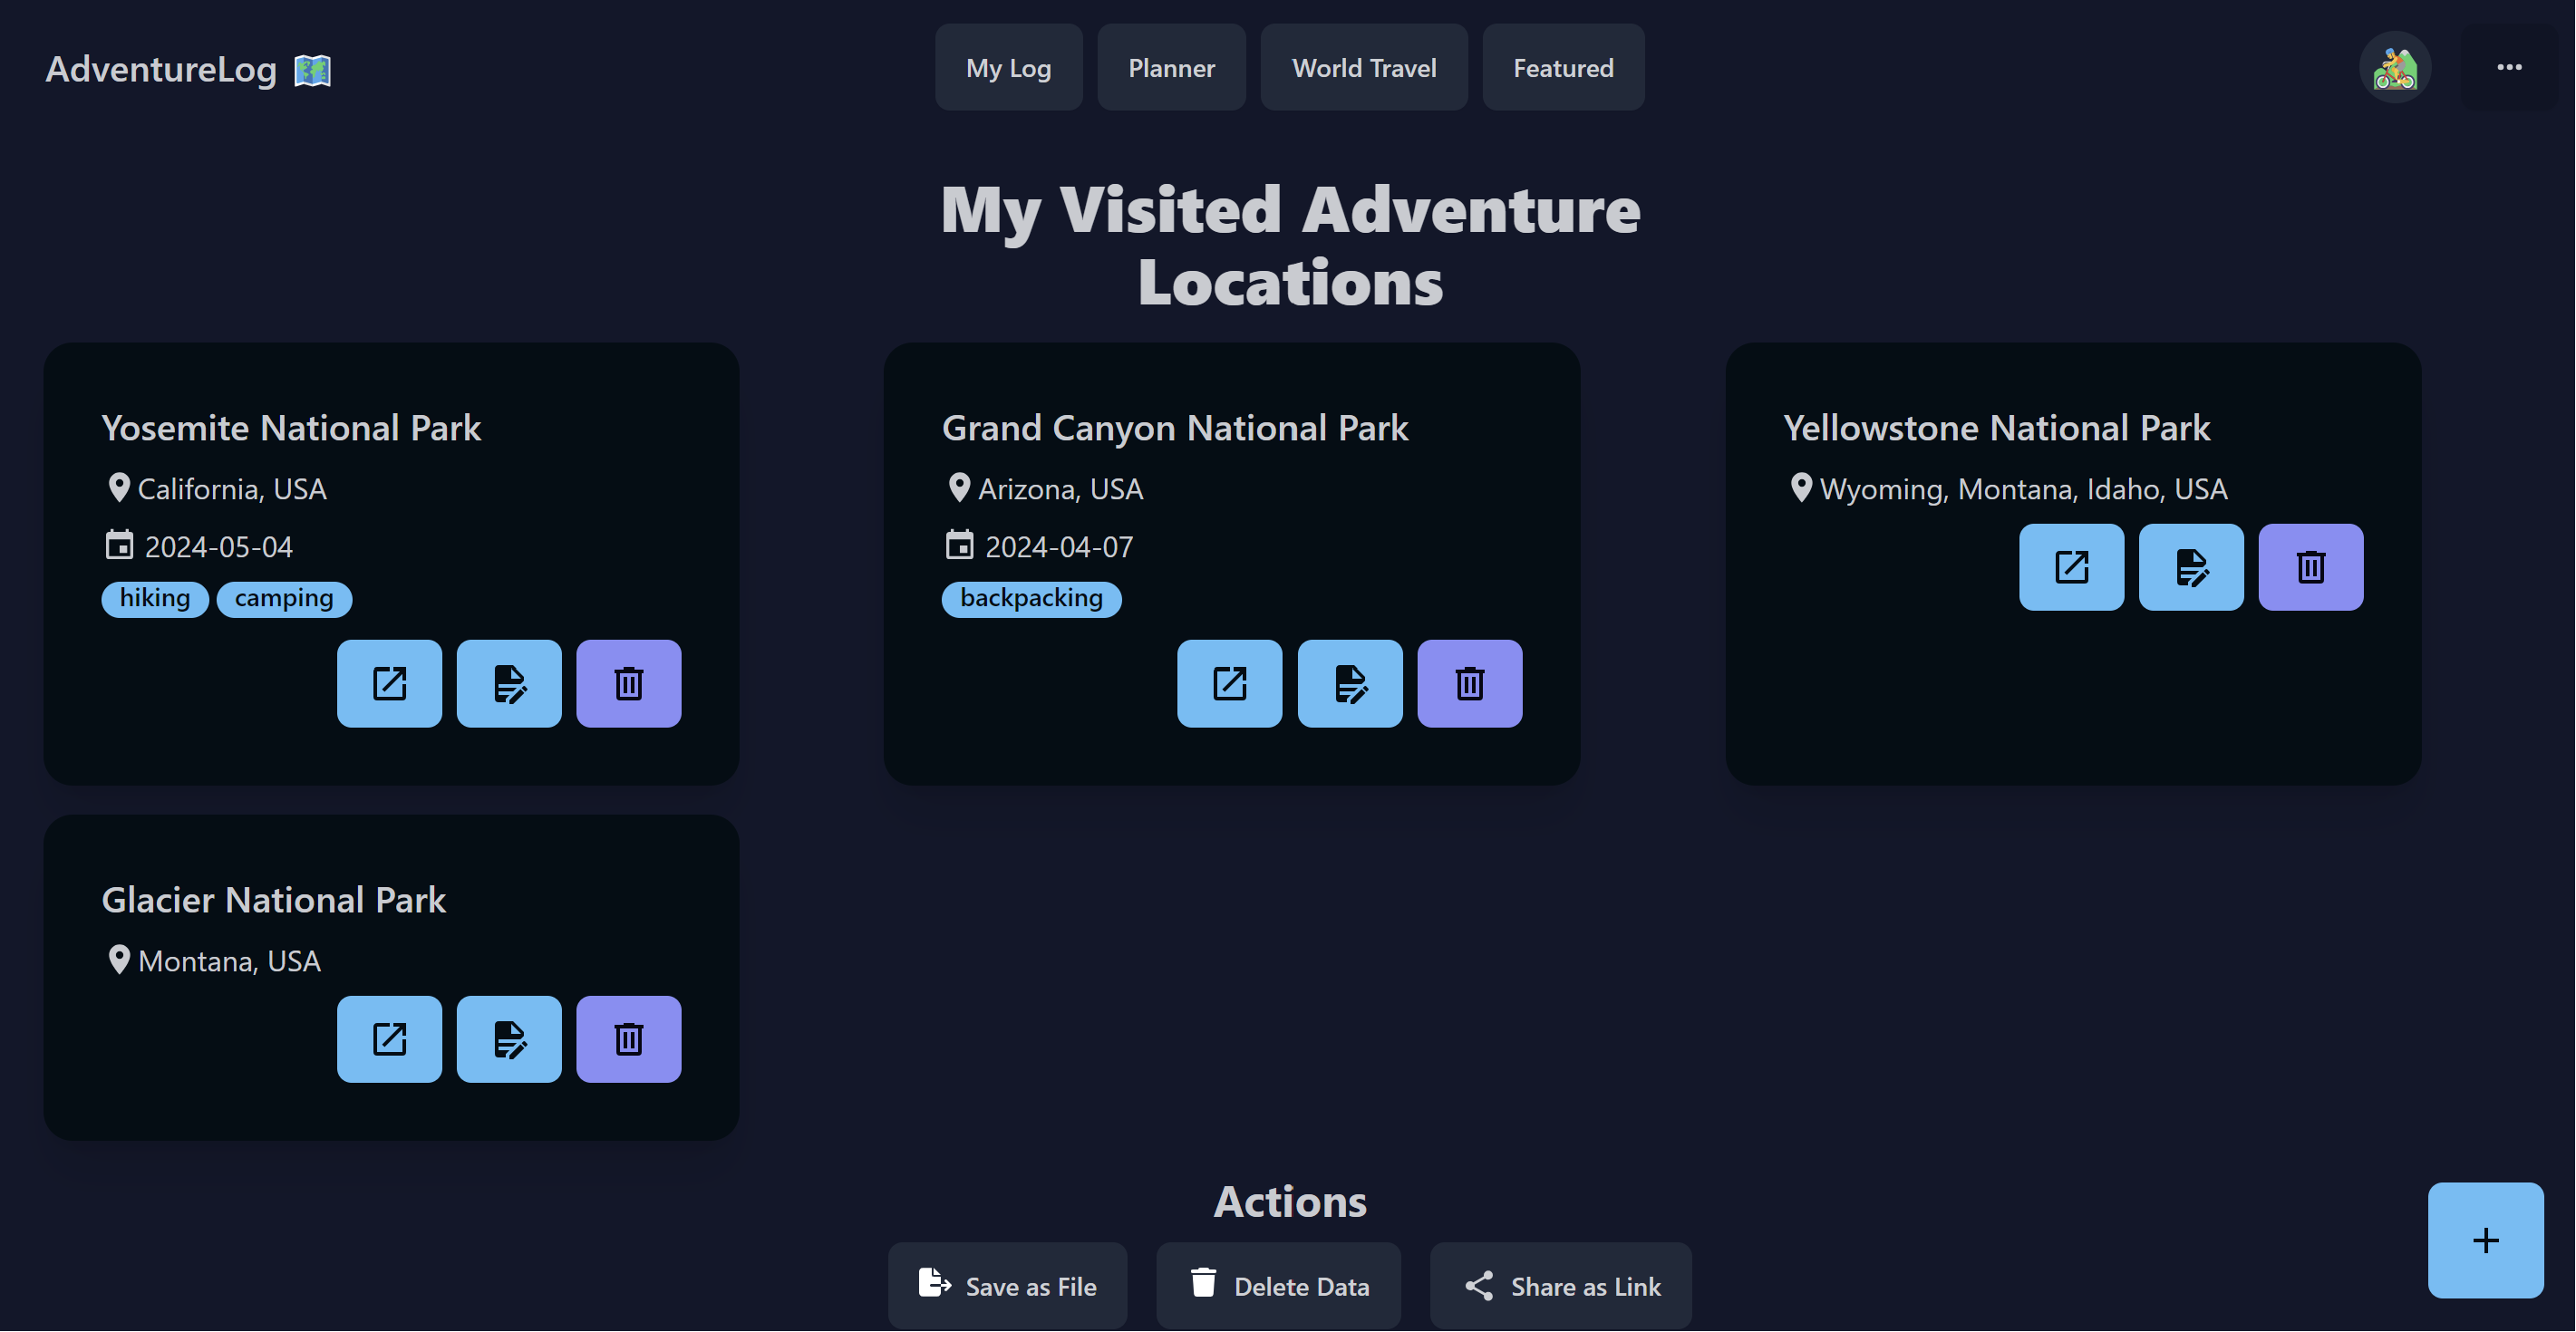 AdventureLog
My Log
Planner
World Travel
Featured
My Visited Adventure
Locations
Yosemite National Park
California, USA
2024-05-04
hiking camping
Grand Canyon National Park
Arizona, USA
2024-04-07
backpacking
Yellowstone National Park
Wyoming, Montana, Idaho, USA
Glacier National Park
Montana, USA
Actions
Save as File
Delete Data
Share as Link